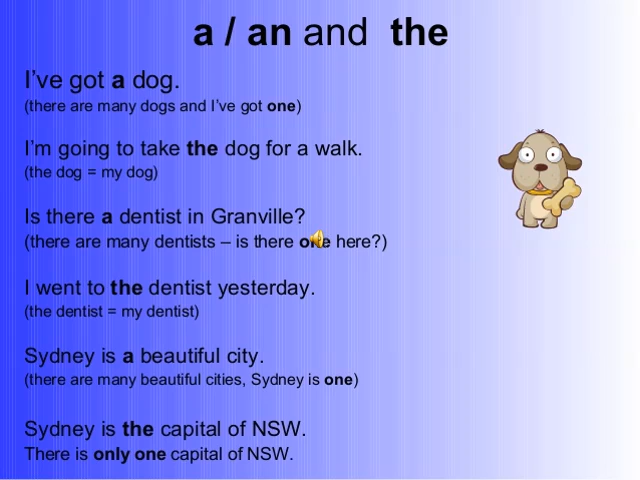 a / an and the
I've got a dog.
(there are many dogs and I've got one)
I'm going to take the dog for a walk.
(the dog = my dog)
Is there a dentist in Granville?
(there are many dentists – is there one here?)
I went to the dentist yesterday.
(the dentist = my dentist)
Sydney is a beautiful city.
(there are many beautiful cities, Sydney is one)
Sydney is the capital of NSW.
There is only one capital of NSW.